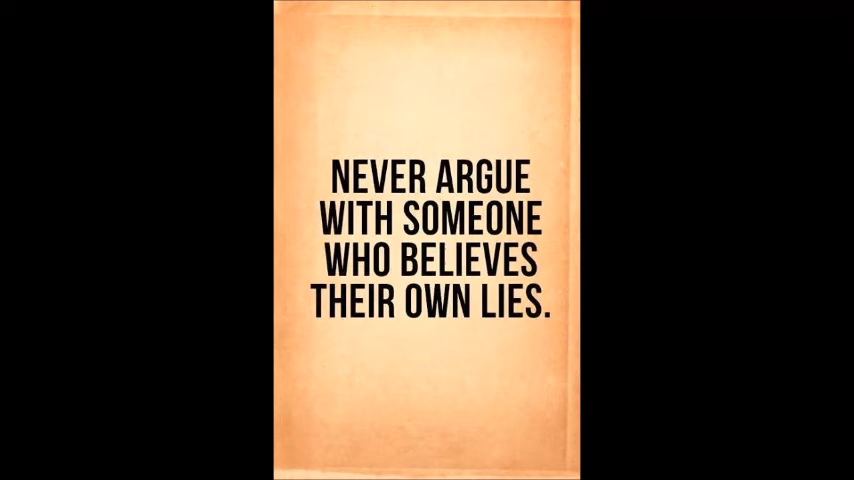 NEVER ARGUE
WITH SOMEONE
WHO BELIEVES
THEIR OWN LIES.